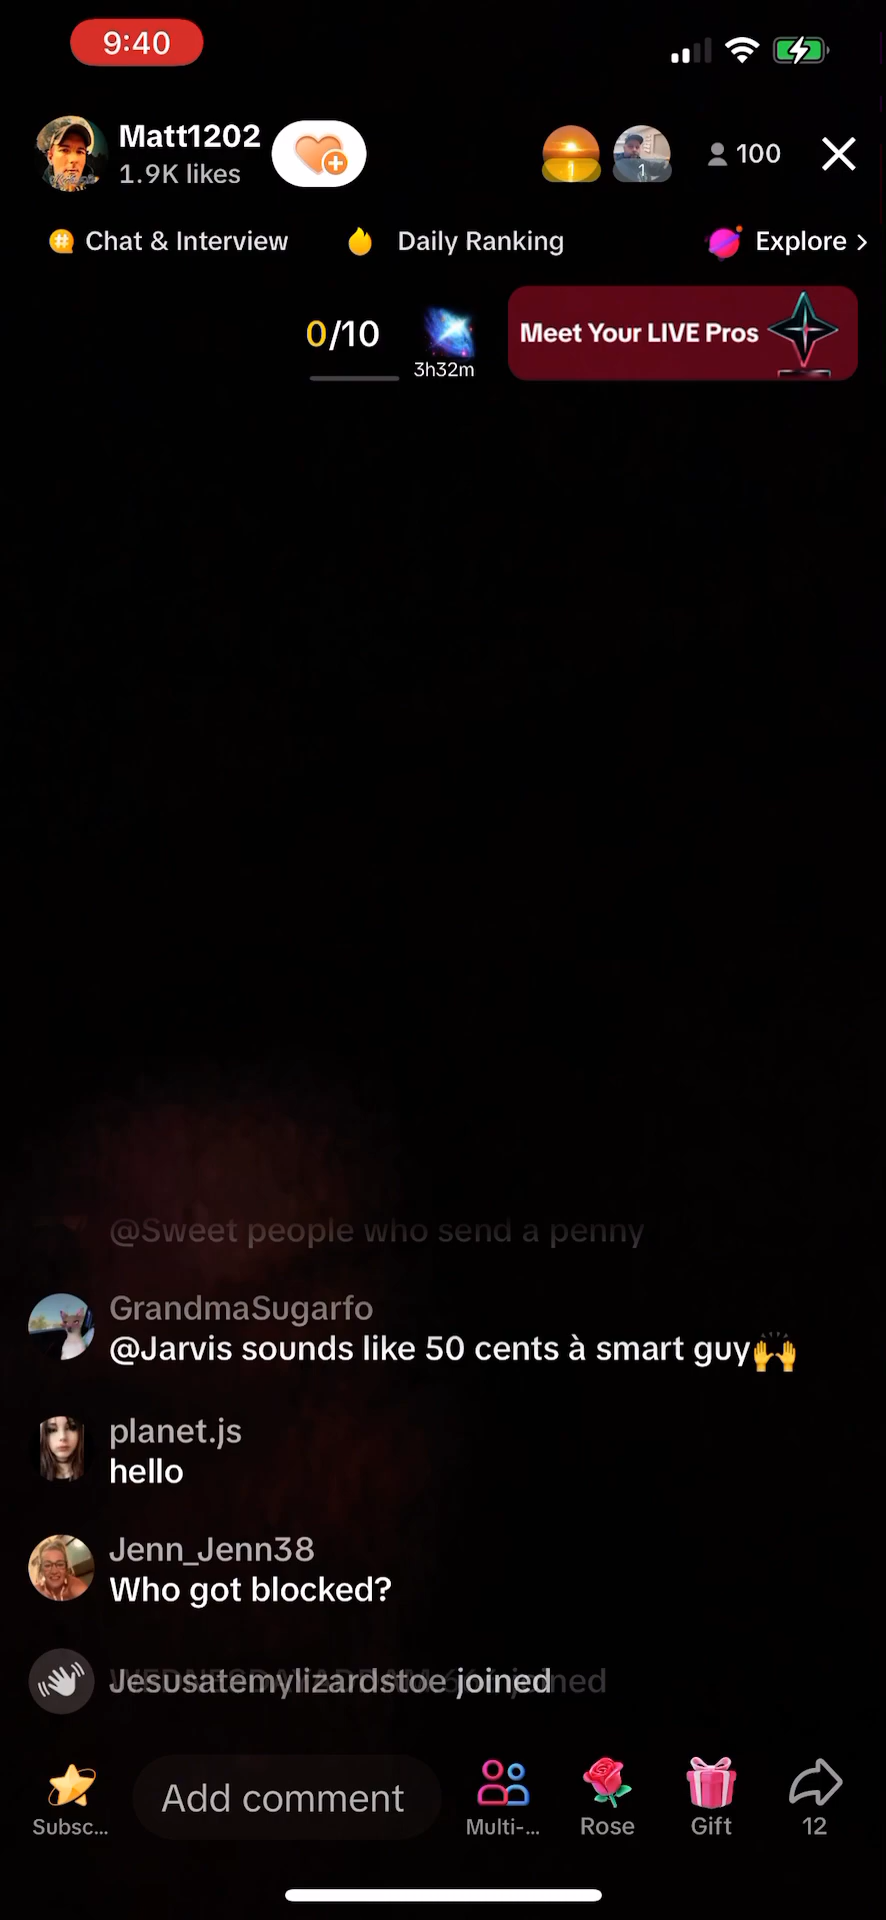 9:40
Matt1202
1.9K likes
1
1
100
Chat & Interview
Daily Ranking
Explore >
0/10
3h32m
Meet Your LIVE Pros
@Sweet people who send a penny
GrandmaSugarfo
@Jarvis sounds like 50 cents à smart guy🙌
planet.js
hello
Jenn_Jenn38
Who got blocked?
Jesusatemylizardstoe joined
Subsc...
Add comment
Multi-...
Rose
Gift
12